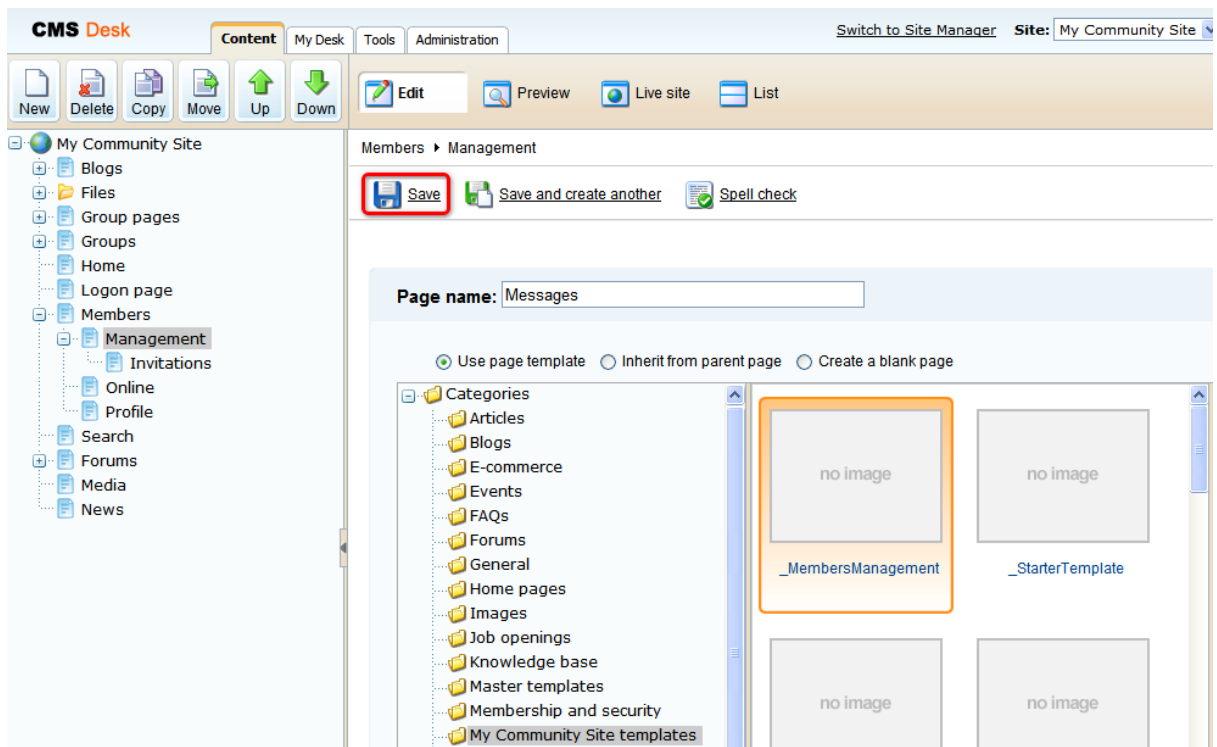 CMS Desk
Content My Desk Tools Administration
Switch to Site Manager Site: My Community Site
New Delete Copy Move Up Down
Edit Preview Live site List
My Community Site
Blogs
Files
Group pages
Groups
Home
Logon page
Members
Management
Invitations
Online
Profile
Search
Forums
Media
News
Members Management
Save Save and create another Spell check
Page name: Messages
Use page template Inherit from parent page Create a blank page
Categories
Articles
Blogs
E-commerce
Events
FAQs
Forums
General
Home pages
Images
Job openings
Knowledge base
Master templates
Membership and security
My Community Site templates
no image no image
_MembersManagement _StarterTemplate
no image no image